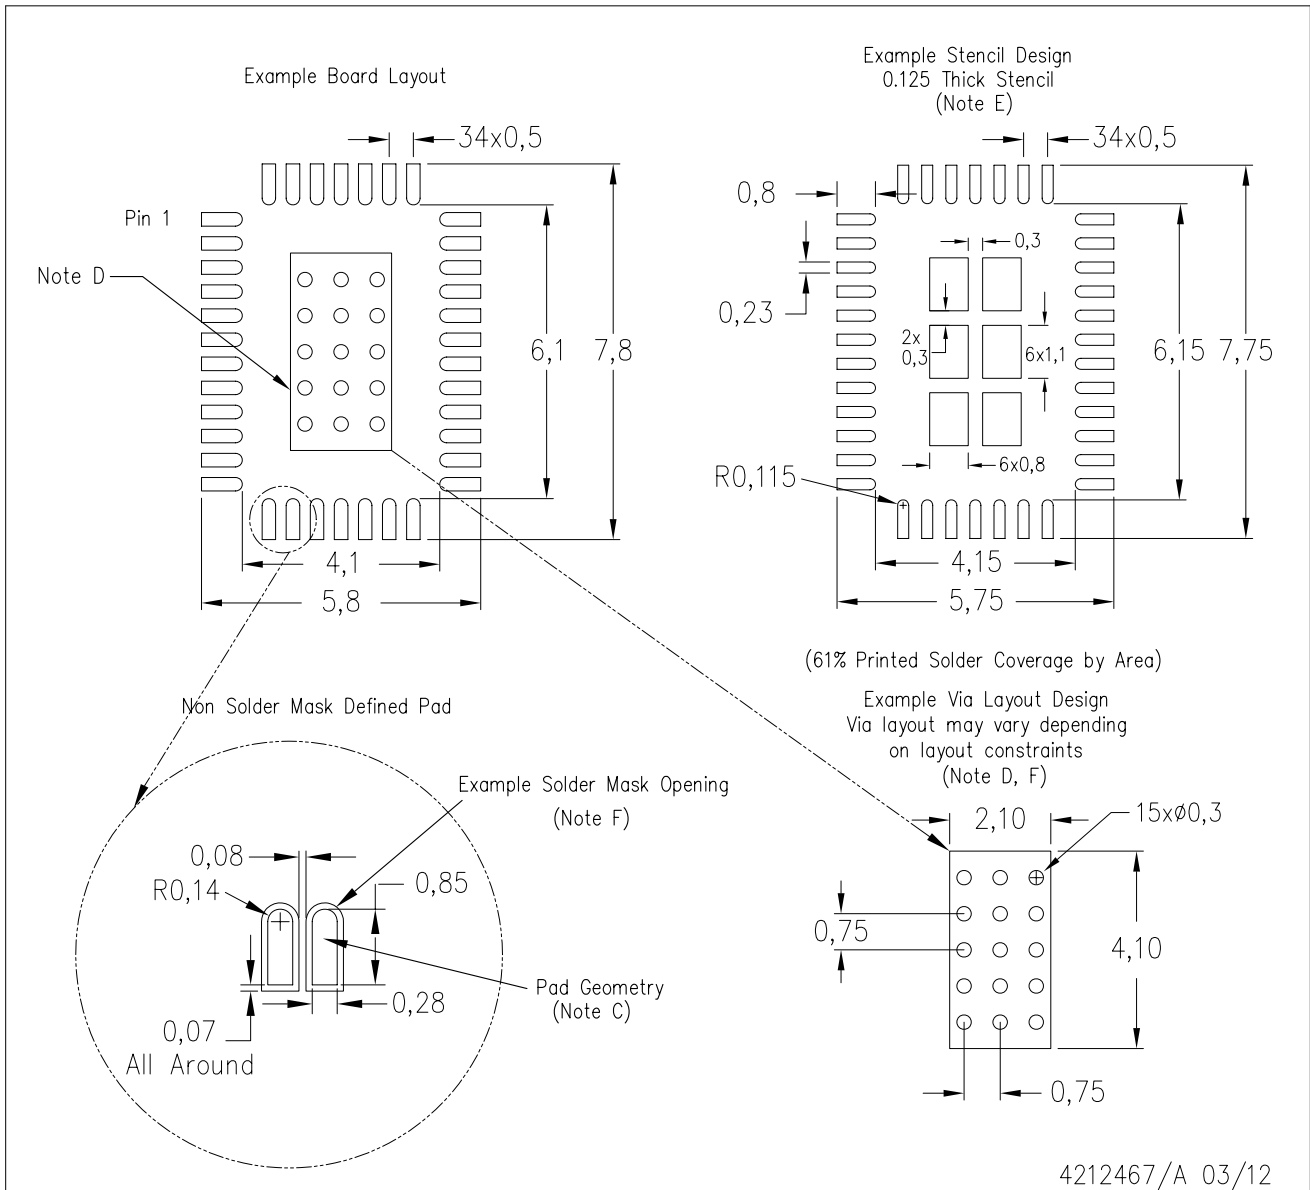 Example Board Layout
34x0,5
Pin 1
Note D
6,1
7,8
4,1
5,8
Example Stencil Design
0.125 Thick Stencil
(Note E)
34x0,5
0,8
0,3
0,23
2x
0,3
6x1,1
6,15
7,75
6x0,8
R0,115
4,15
5,75
(61% Printed Solder Coverage by Area)
Non Solder Mask Defined Pad
Example Solder Mask Opening
(Note F)
0,08
R0,14
0,85
Pad Geometry
(Note C)
0,28
0,07
All Around
Example Via Layout Design
Via layout may vary depending
on layout constraints
(Note D, F)
2,10
15xø0,3
0,75
4,10
0,75
4212467/A 03/12